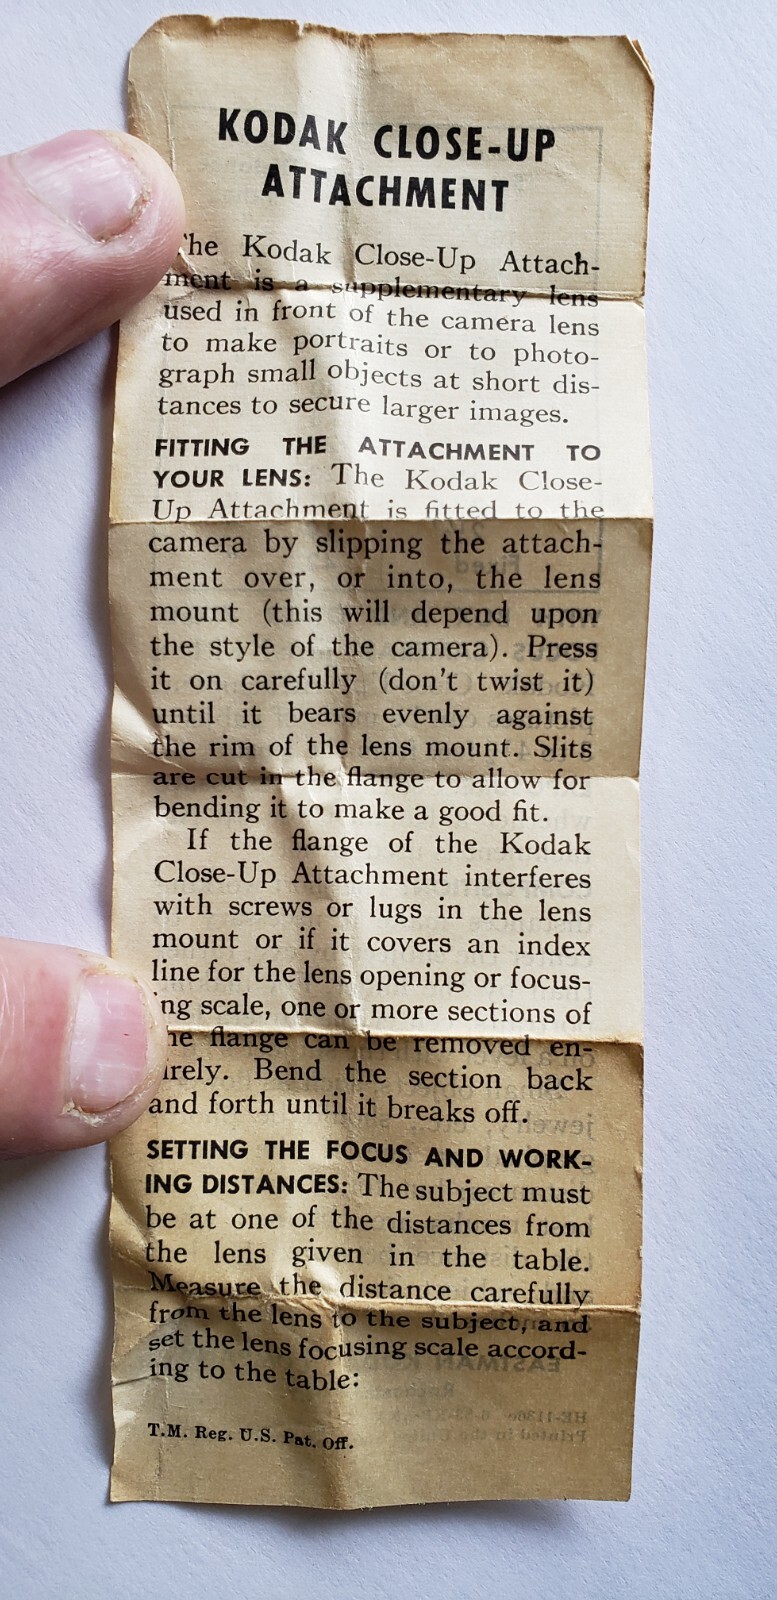 KODAK CLOSE-UP
ATTACHMENT
The Kodak Close-Up Attach-
ment is a supplementary lens
used in front of the camera lens
to make portraits or to photo-
graph small objects at short dis-
tances to secure larger images.
FITTING THE ATTACHMENT TO
YOUR LENS: The Kodak Close-
Up Attachment is fitted to the
camera by slipping the attach-
ment over, or into, the lens
mount (this will depend upon
the style of the camera). Press
it on carefully (don't twist it)
until it bears evenly against
the rim of the lens mount. Slits
are cut in the flange to allow for
bending it to make a good fit.
If the flange of the Kodak
Close-Up Attachment interferes
with screws or lugs in the lens
mount or if it covers an index
line for the lens opening or focus-
ing scale, one or more sections of
the flange can be removed en-
tirely. Bend the section back
and forth until it breaks off.
SETTING THE FOCUS AND WORK-
ING DISTANCES: The subject must
be at one of the distances from
the lens given in the table.
Measure the distance carefully
from the lens to the subject, and
set the lens focusing scale accord-
ing to the table:
T.M. Reg. U.S. Pat. Off.